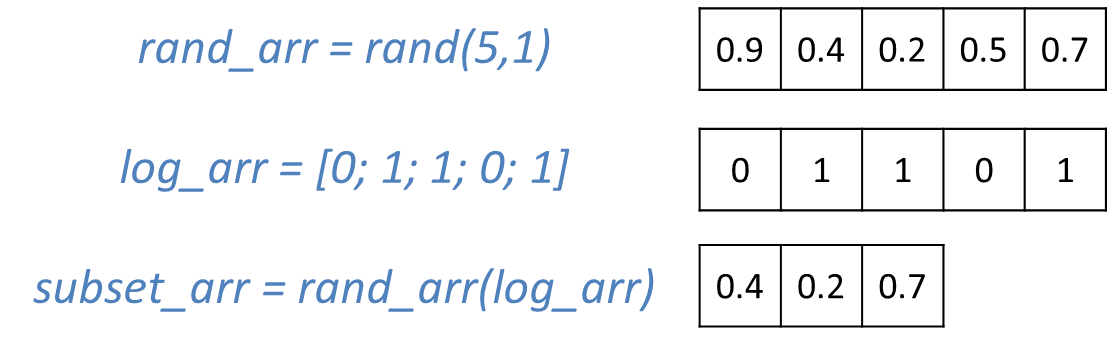 rand_arr = rand(5,1) 0.9 0.4 0.2 0.5 0.7
log_arr = [0; 1; 1; 0; 1] 0 1 1 0 1
subset_arr = rand_arr(log_arr) 0.4 0.2 0.7